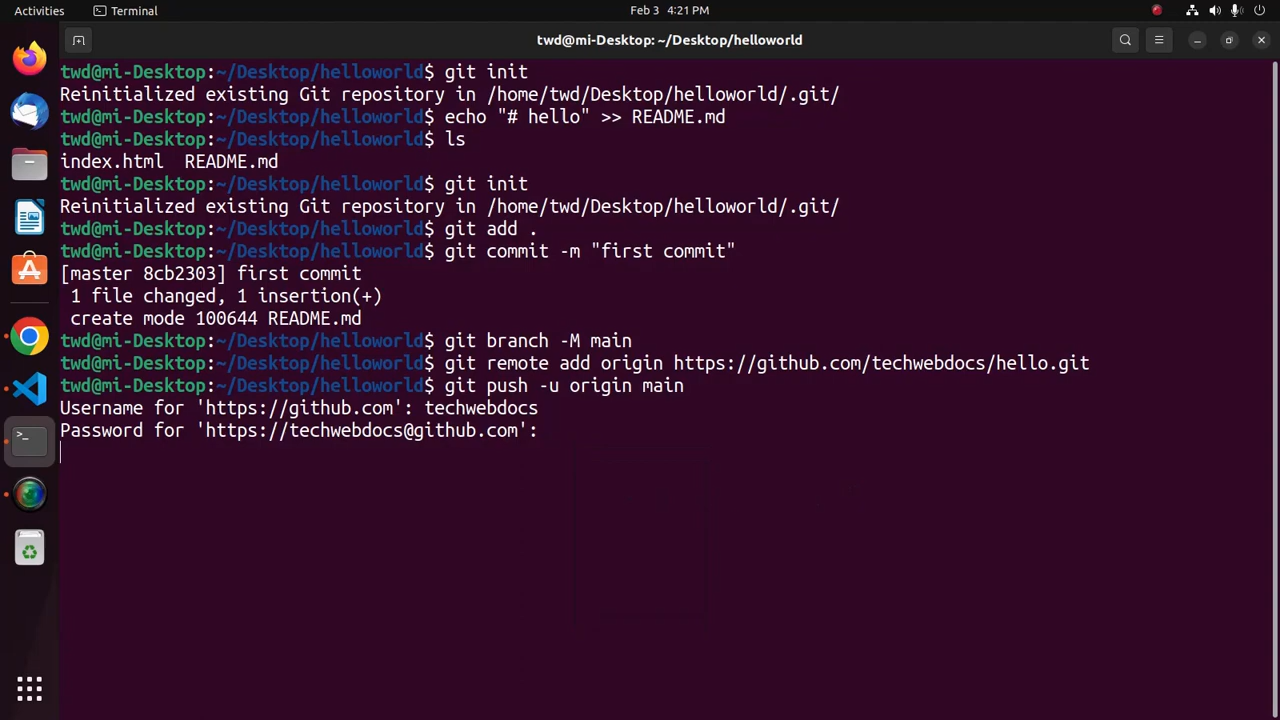 Activities
Terminal
Feb 3 4:21 PM
twd@mi-Desktop: ~/Desktop/helloworld
twd@mi-Desktop:~/Desktop/helloworld$ git init
Reinitialized existing Git repository in /home/twd/Desktop/helloworld/.git/
twd@mi-Desktop:~/Desktop/helloworld$ echo "# hello" >> README.md
twd@mi-Desktop:~/Desktop/helloworld$ ls
index.html  README.md
twd@mi-Desktop:~/Desktop/helloworld$ git init
Reinitialized existing Git repository in /home/twd/Desktop/helloworld/.git/
twd@mi-Desktop:~/Desktop/helloworld$ git add .
twd@mi-Desktop:~/Desktop/helloworld$ git commit -m "first commit"
[master 8cb2303] first commit
 1 file changed, 1 insertion(+)
 create mode 100644 README.md
twd@mi-Desktop:~/Desktop/helloworld$ git branch -M main
twd@mi-Desktop:~/Desktop/helloworld$ git remote add origin https://github.com/techwebdocs/hello.git
twd@mi-Desktop:~/Desktop/helloworld$ git push -u origin main
Username for 'https://github.com': techwebdocs
Password for 'https://techwebdocs@github.com':